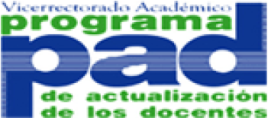 Vicerrectorado Académico
programa
pad
de actualización
de los docentes